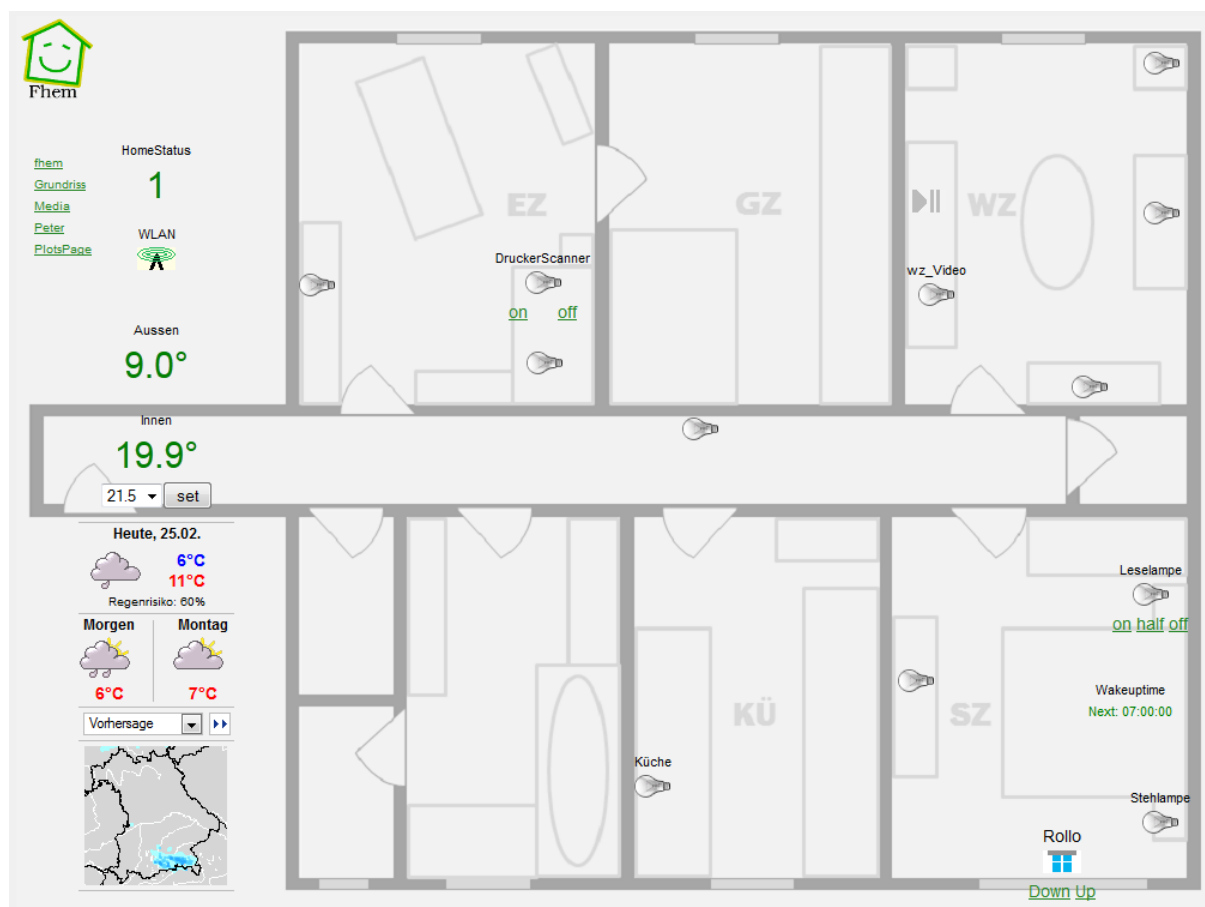 Fhem
HomeStatus
1
fhem
Grundriss
Media
Peter
PlotsPage
WLAN
Aussen
9.0°
Innen
19.9°
21.5 set
Heute, 25.02.
6°C
11°C
Regenrisiko: 60%
Morgen Montag
6°C 7°C
Vorhersage
EZ
DruckerScanner
on off
GZ
WZ
wz_Video
KÜ
Küche
SZ
Leselampe
on half off
Wakeuptime
Next: 07:00:00
Stehlampe
Rollo
Down Up